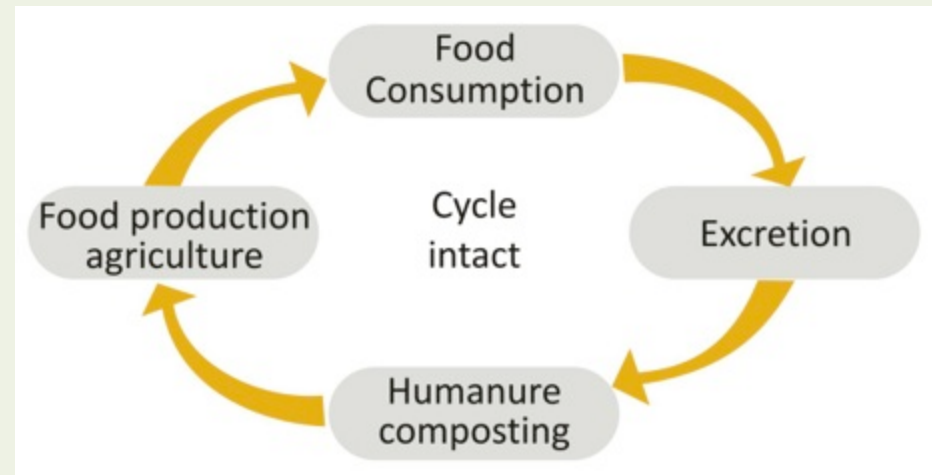 Food
Consumption
Food production
agriculture
Cycle
intact
Excretion
Humanure
composting